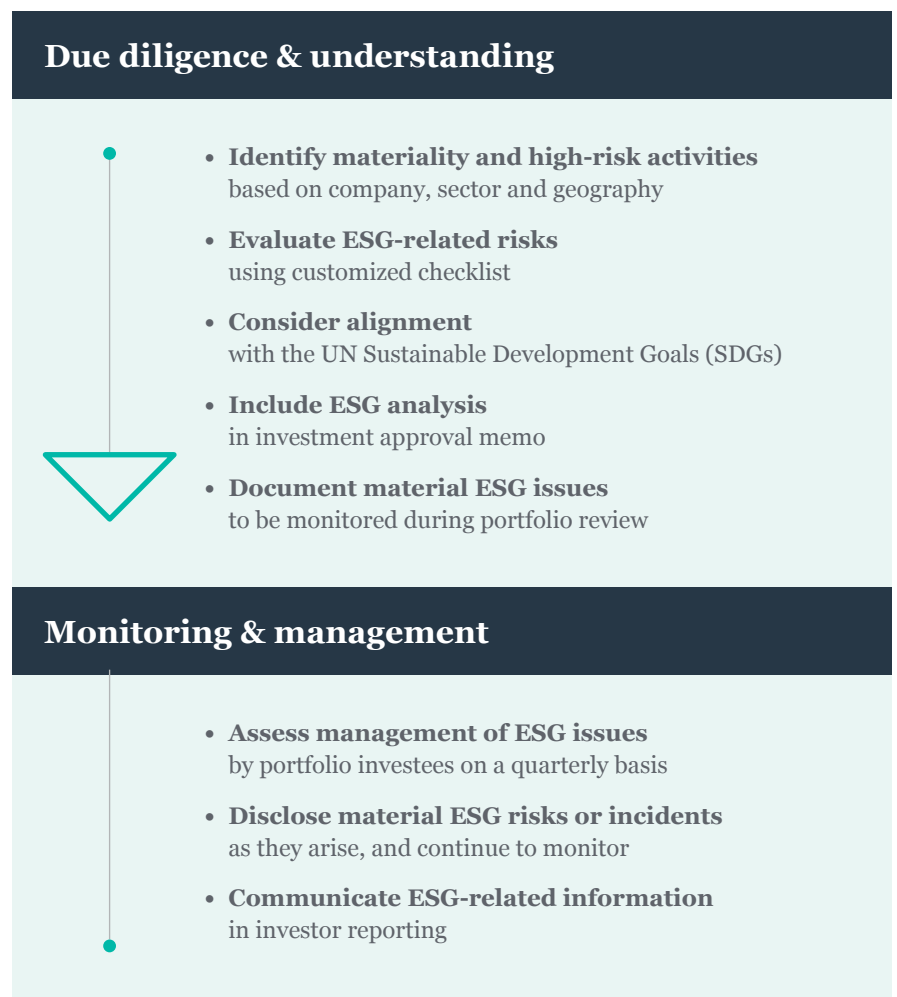 Due diligence & understanding
• Identify materiality and high-risk activities
based on company, sector and geography
• Evaluate ESG-related risks
using customized checklist
• Consider alignment
with the UN Sustainable Development Goals (SDGs)
• Include ESG analysis
in investment approval memo
• Document material ESG issues
to be monitored during portfolio review
Monitoring & management
• Assess management of ESG issues
by portfolio investees on a quarterly basis
• Disclose material ESG risks or incidents
as they arise, and continue to monitor
• Communicate ESG-related information
in investor reporting